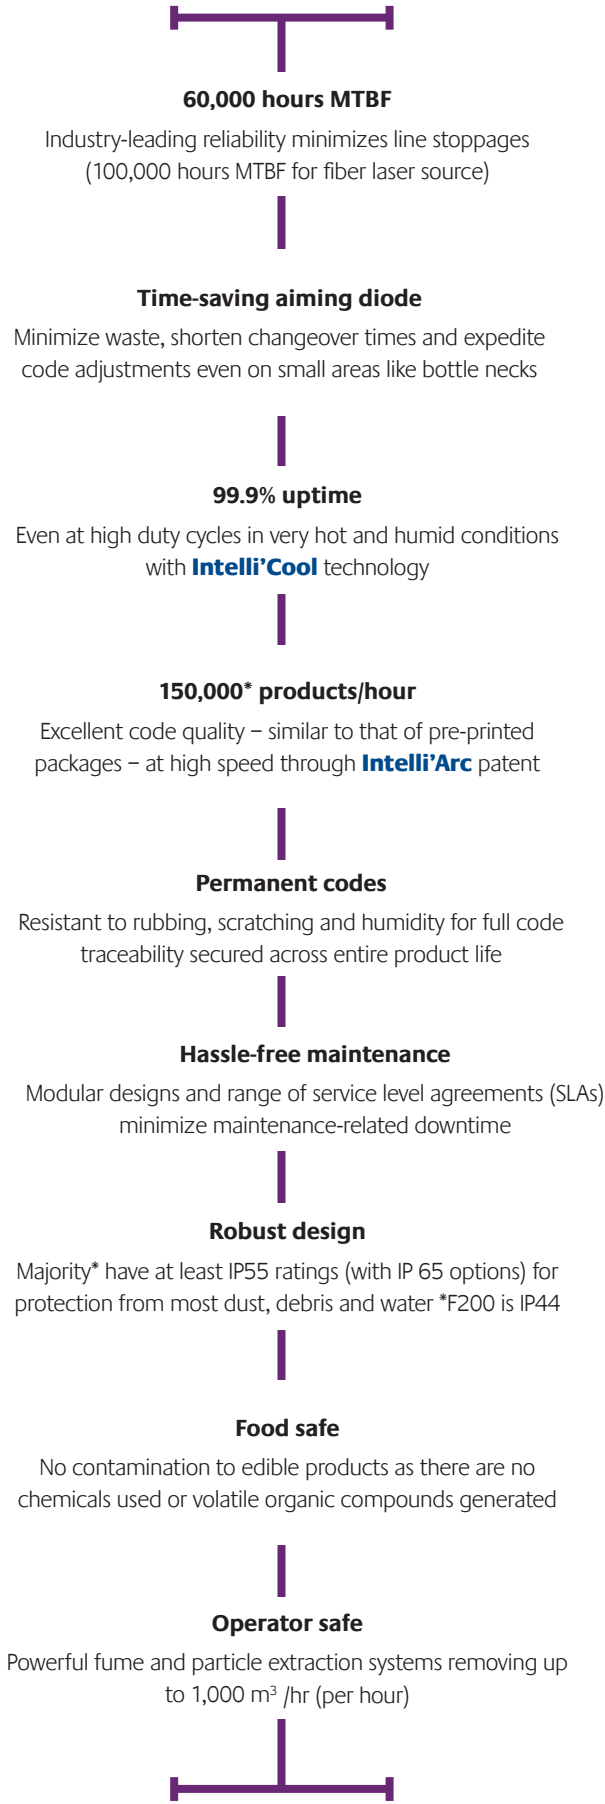 60,000 hours MTBF
Industry-leading reliability minimizes line stoppages
(100,000 hours MTBF for fiber laser source)
Time-saving aiming diode
Minimize waste, shorten changeover times and expedite
code adjustments even on small areas like bottle necks
99.9% uptime
Even at high duty cycles in very hot and humid conditions
with Intelli’Cool technology
150,000* products/hour
Excellent code quality – similar to that of pre-printed
packages – at high speed through Intelli’Arc patent
Permanent codes
Resistant to rubbing, scratching and humidity for full code
traceability secured across entire product life
Hassle-free maintenance
Modular designs and range of service level agreements (SLAs)
minimize maintenance-related downtime
Robust design
Majority* have at least IP55 ratings (with IP 65 options) for
protection from most dust, debris and water *F200 is IP44
Food safe
No contamination to edible products as there are no
chemicals used or volatile organic compounds generated
Operator safe
Powerful fume and particle extraction systems removing up
to 1,000 m³ /hr (per hour)